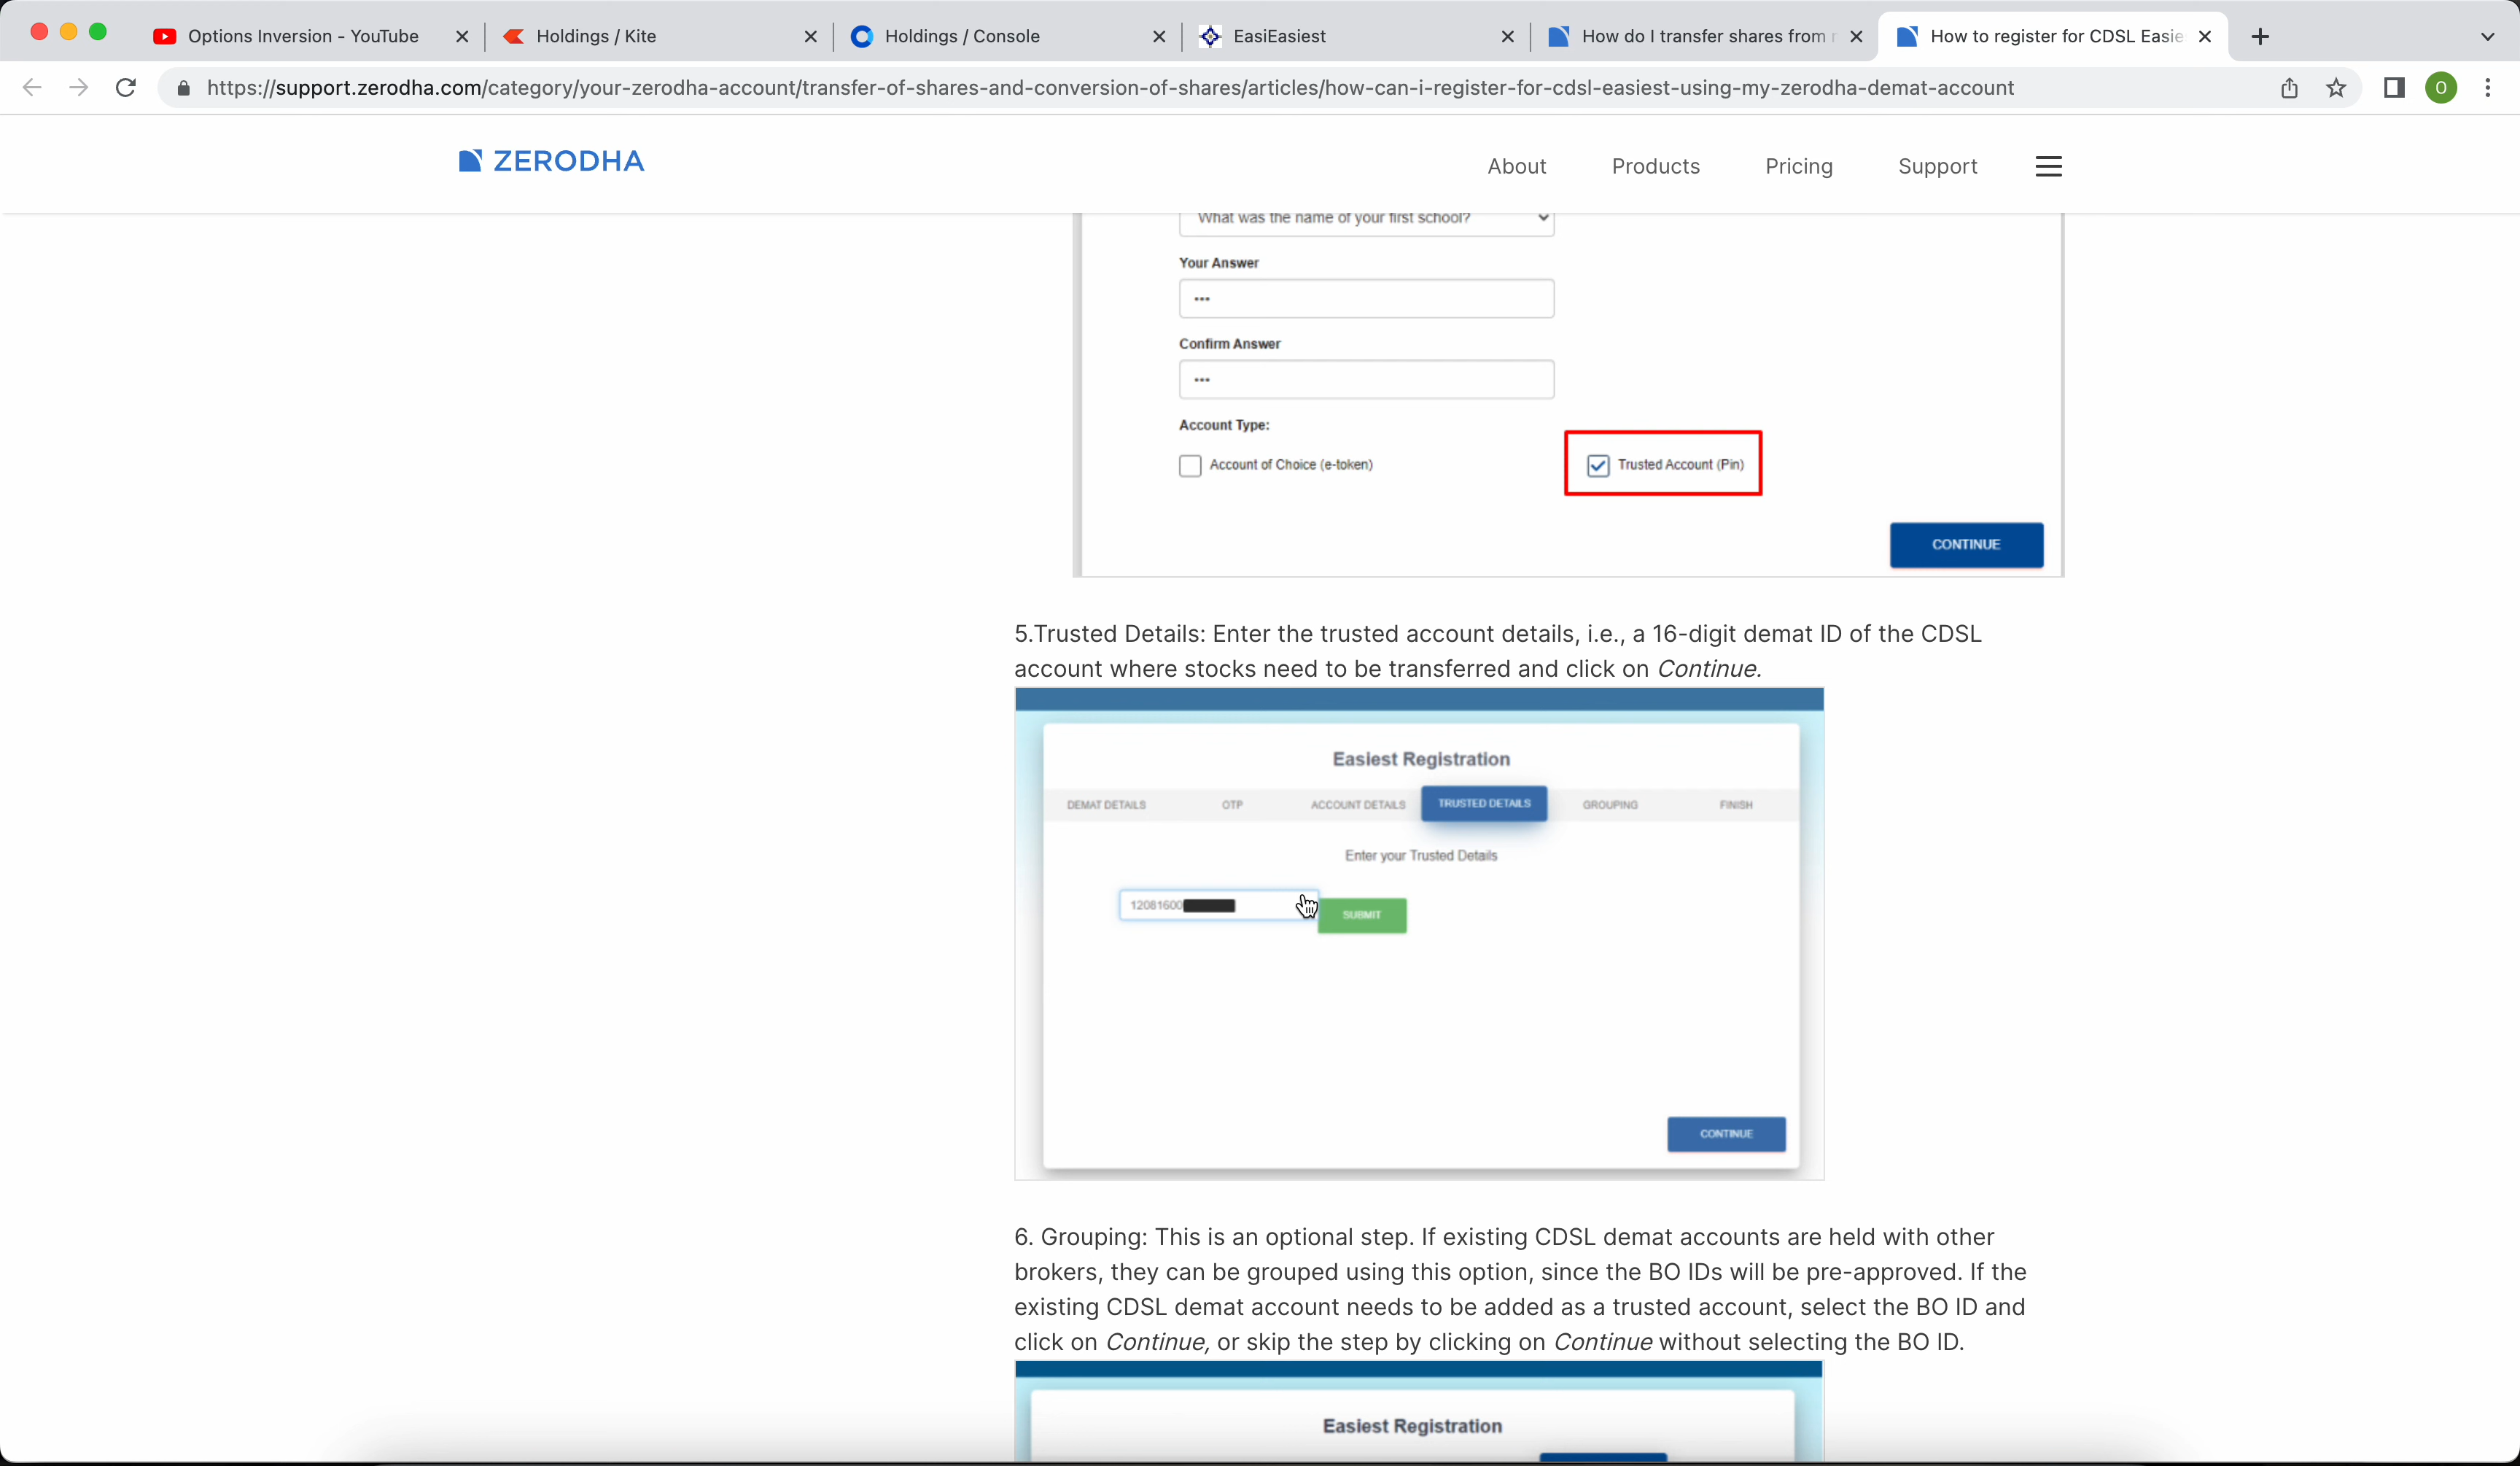 Options Inversion - YouTube
Holdings / Kite
Holdings / Console
EasiEasiest
How do I transfer shares from
How to register for CDSL Easie
https://support.zerodha.com/category/your-zerodha-account/transfer-of-shares-and-conversion-of-shares/articles/how-can-i-register-for-cdsl-easiest-using-my-zerodha-demat-account
O
ZERODHA
About
Products
Pricing
Support
What was the name of your first school?
Your Answer
•••
Confirm Answer
•••
Account Type:
Account of Choice (e-token)
Trusted Account (Pin)
CONTINUE
5.Trusted Details: Enter the trusted account details, i.e., a 16-digit demat ID of the CDSL
account where stocks need to be transferred and click on Continue.
Easiest Registration
DEMAT DETAILS
OTP
ACCOUNT DETAILS
TRUSTED DETAILS
GROUPING
FINISH
Enter your Trusted Details
12081600
SUBMIT
CONTINUE
6. Grouping: This is an optional step. If existing CDSL demat accounts are held with other
brokers, they can be grouped using this option, since the BO IDs will be pre-approved. If the
existing CDSL demat account needs to be added as a trusted account, select the BO ID and
click on Continue, or skip the step by clicking on Continue without selecting the BO ID.
Easiest Registration